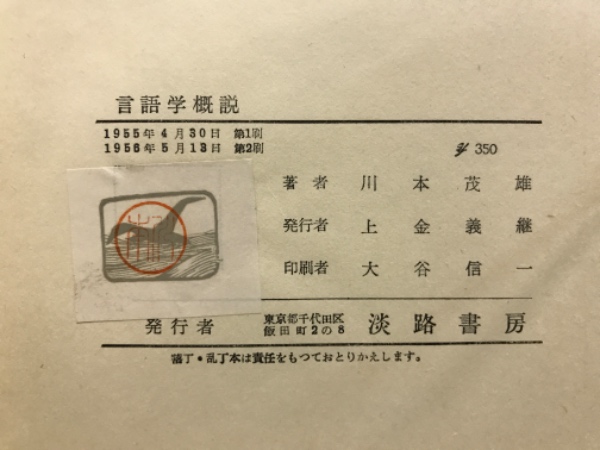 言語学概説
1955年4月30日 第1刷
1956年5月13日 第2刷
¥ 350
著者 川本茂雄
発行者 上金義継
印刷者 大谷信一
発行者 東京都千代田区 飯田町2の8 淡路書房
落丁・乱丁本は責任をもつておとりかえします。